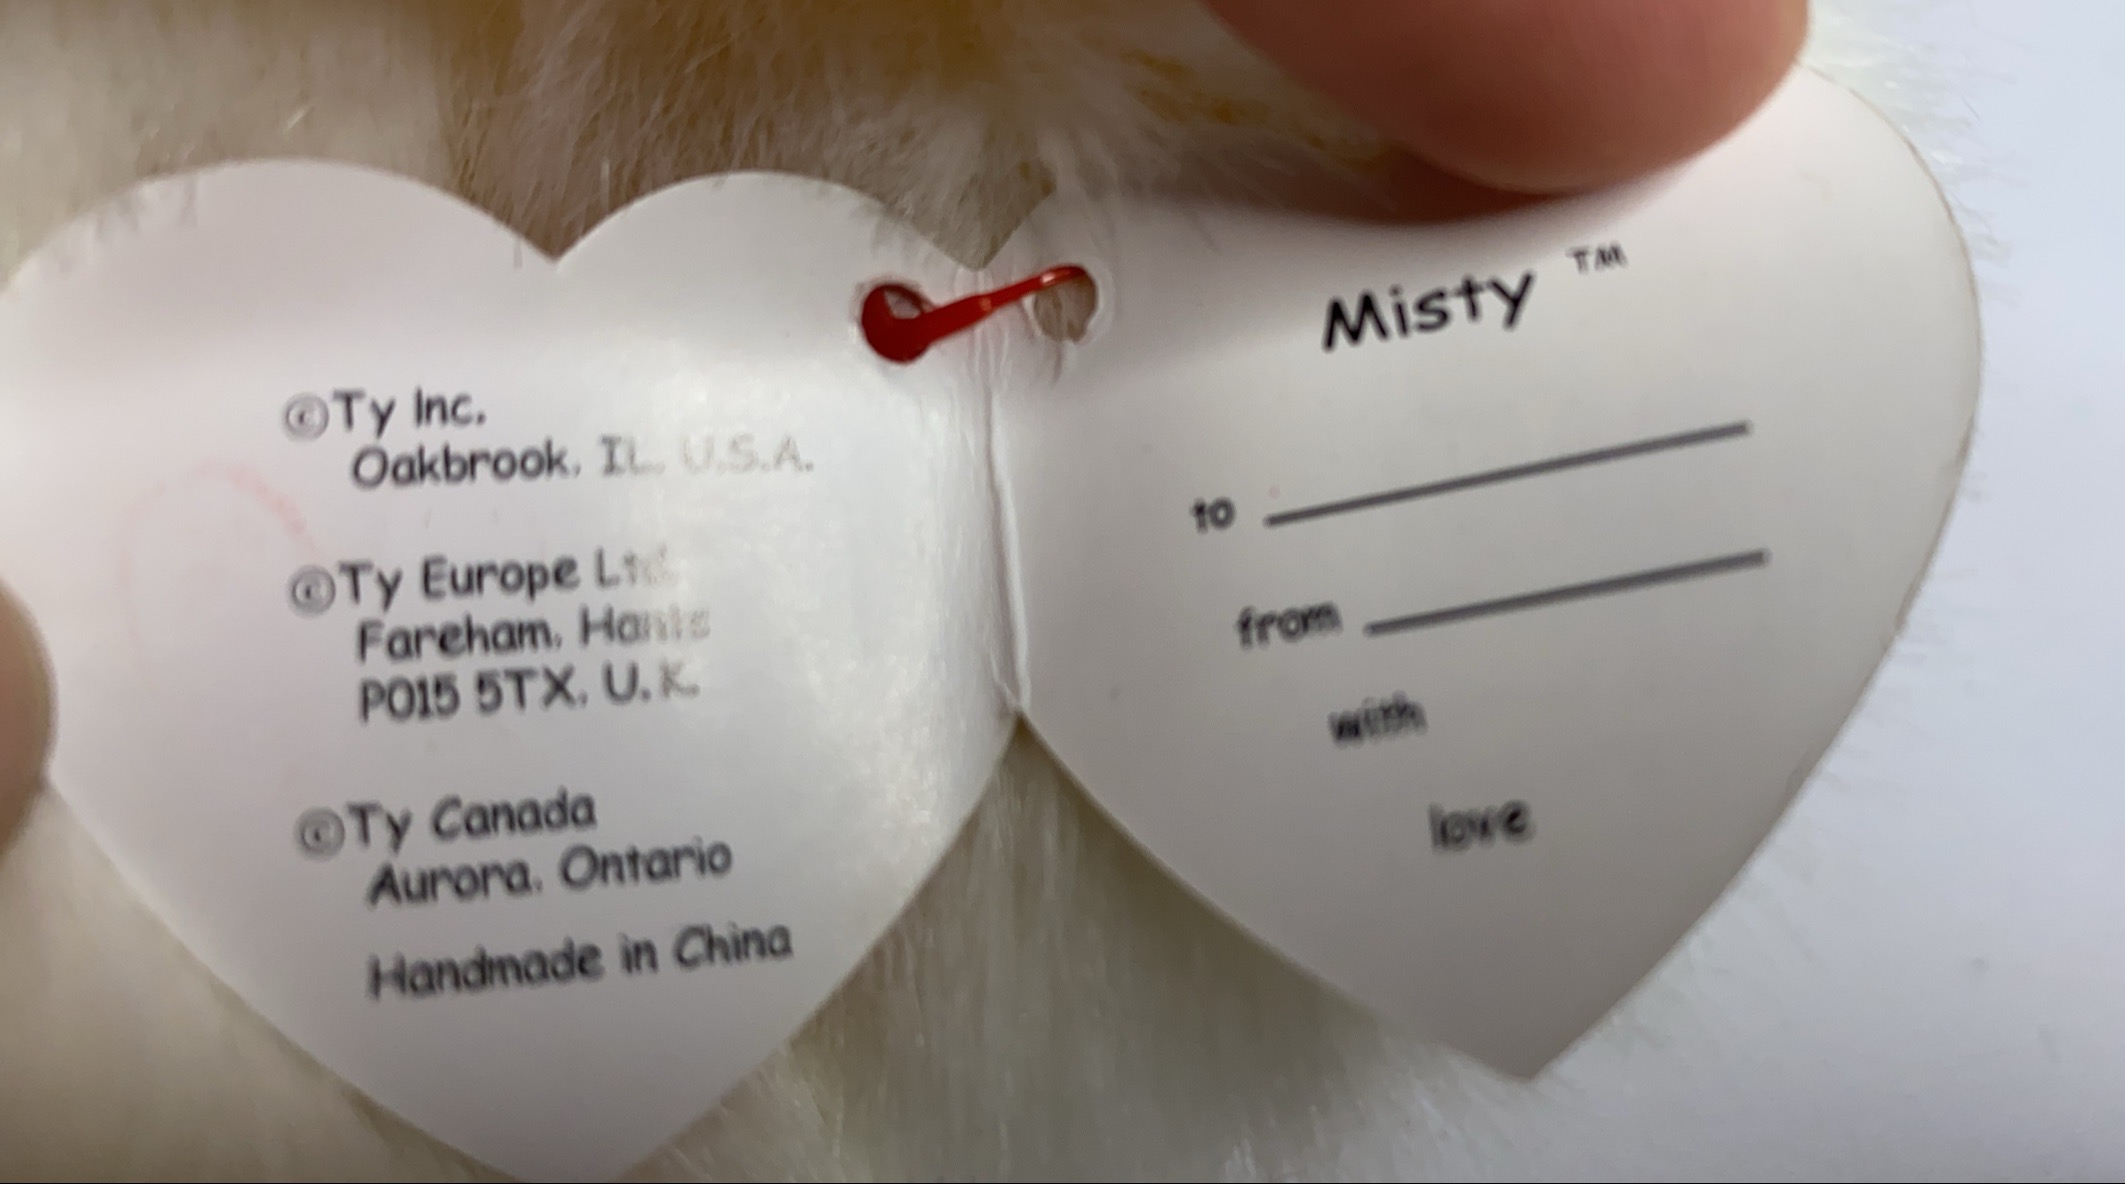 ©Ty Inc.
Oakbrook, IL, U.S.A.
©Ty Europe Ltd.
Fareham, Hants
PO15 5TX, U.K.
©Ty Canada
Aurora, Ontario
Handmade in China
Misty ™
to
from
with
love